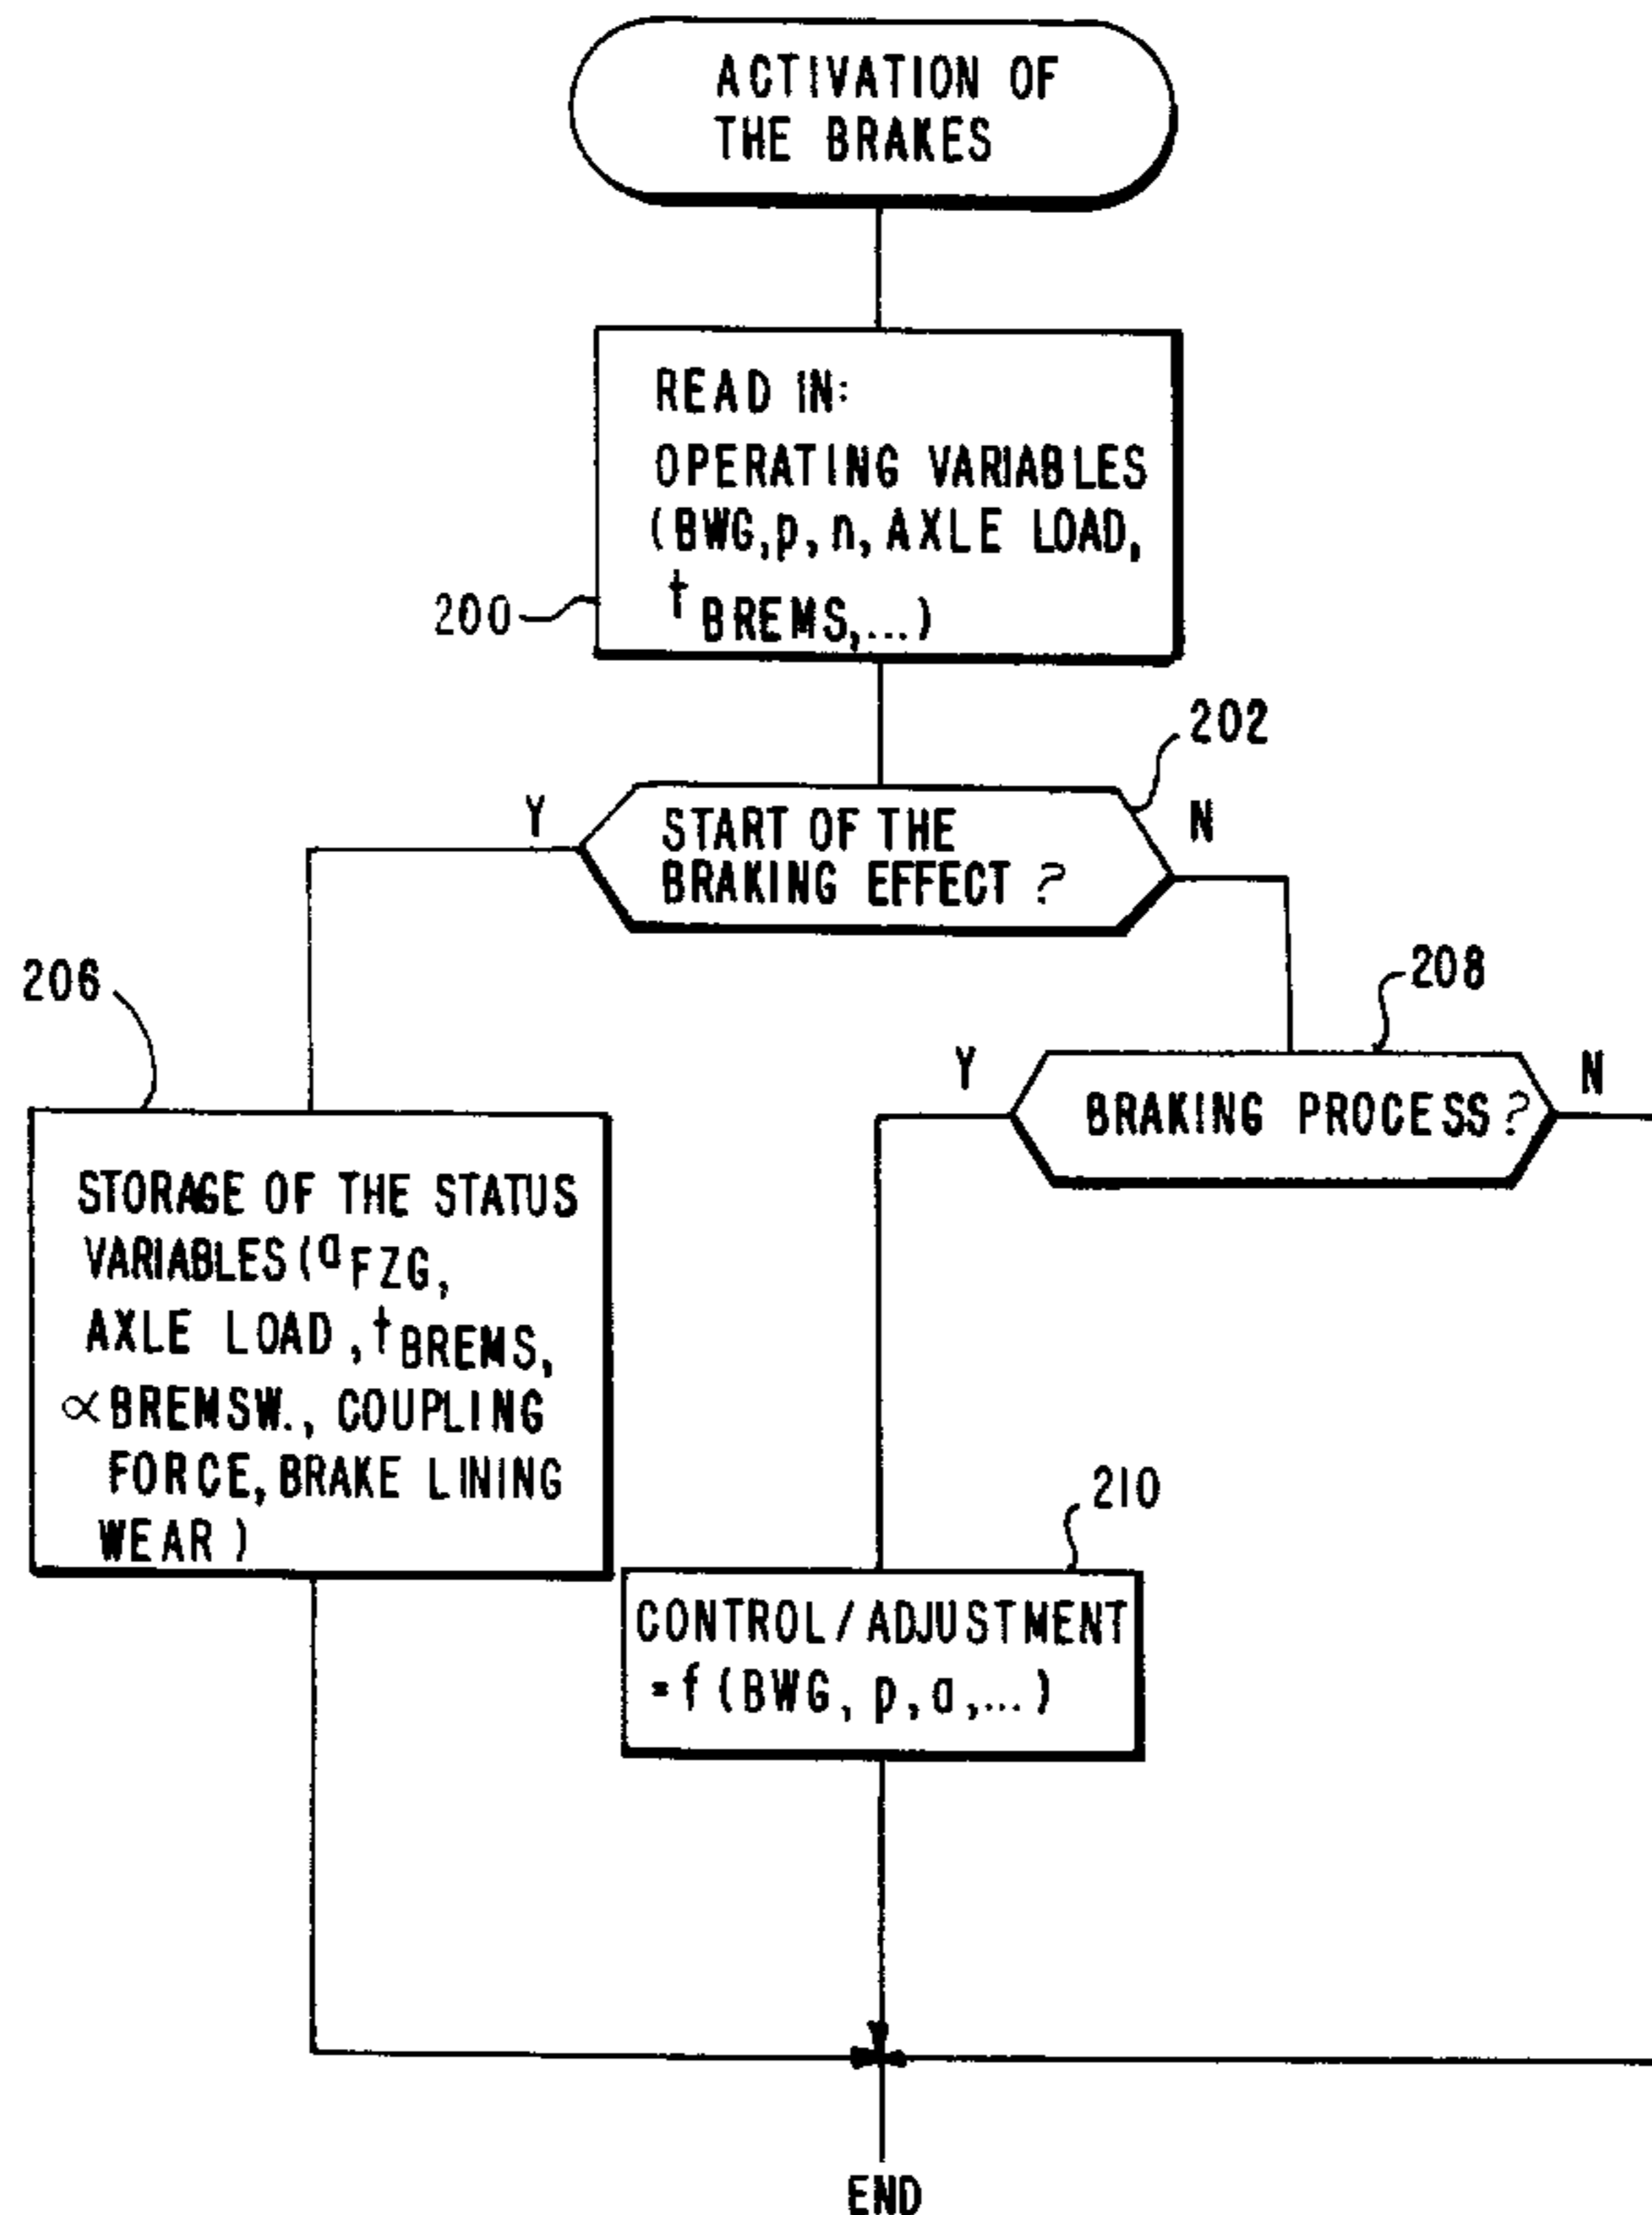 ACTIVATION OF
THE BRAKES
READ IN:
OPERATING VARIABLES
(BWG,p,n,AXLE LOAD,
tBREMS,...)
200
202
Y
N
START OF THE
BRAKING EFFECT ?
206
208
Y
N
BRAKING PROCESS?
STORAGE OF THE STATUS
VARIABLES(aFZG,
AXLE LOAD,tBREMS,
∝BREMSW., COUPLING
FORCE,BRAKE LINING
WEAR)
210
CONTROL/ADJUSTMENT
=f(BWG, p,a,...)
END